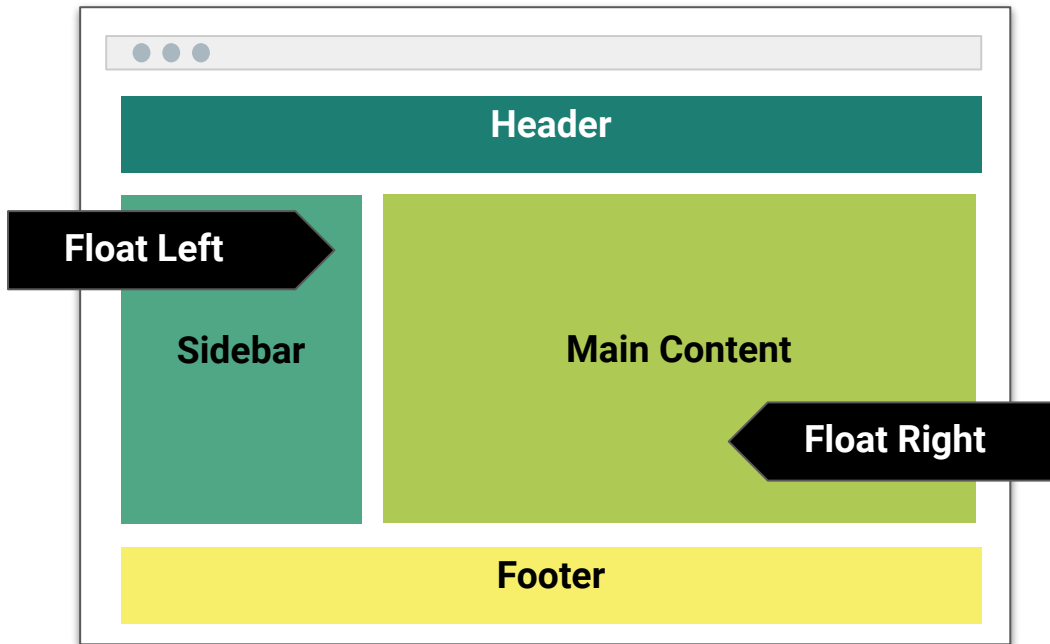 Header
Float Left
Sidebar
Main Content
Float Right
Footer